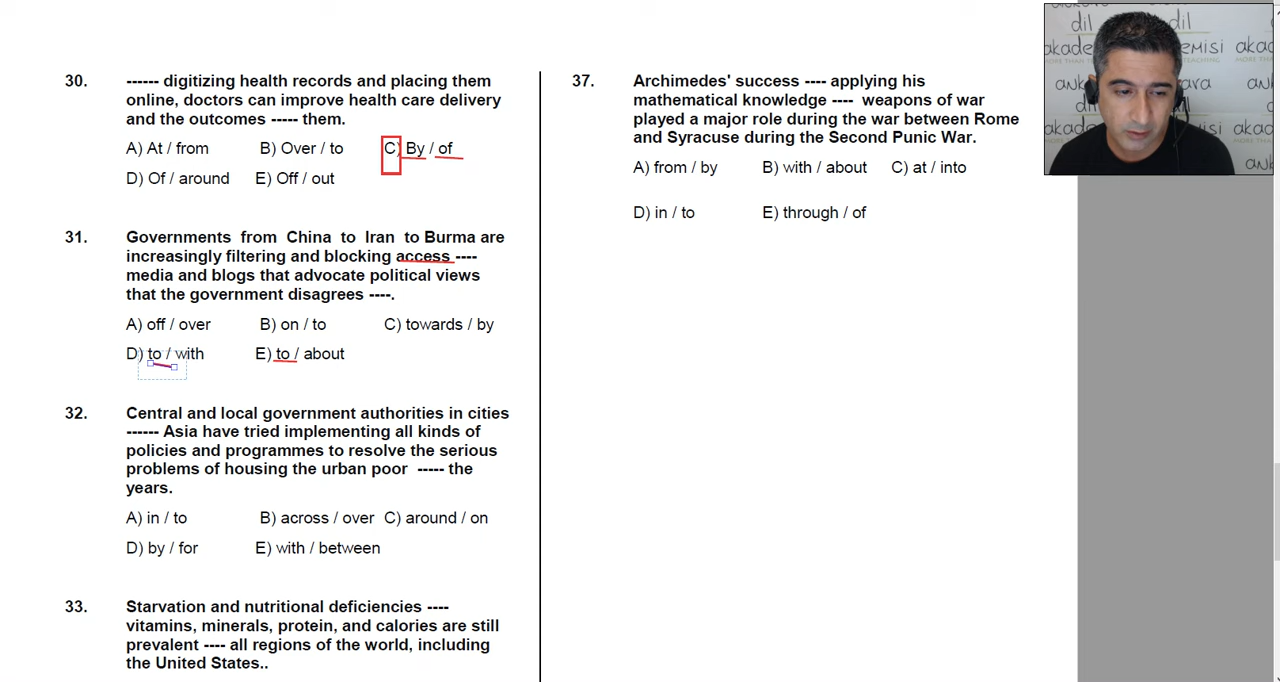 30. ------ digitizing health records and placing them
online, doctors can improve health care delivery
and the outcomes ----- them.
A) At / from B) Over / to C) By / of
D) Of / around E) Off / out
31. Governments from China to Iran to Burma are
increasingly filtering and blocking access ----
media and blogs that advocate political views
that the government disagrees ----.
A) off / over B) on / to C) towards / by
D) to / with E) to / about
32. Central and local government authorities in cities
------ Asia have tried implementing all kinds of
policies and programmes to resolve the serious
problems of housing the urban poor ----- the
years.
A) in / to B) across / over C) around / on
D) by / for E) with / between
33. Starvation and nutritional deficiencies ----
vitamins, minerals, protein, and calories are still
prevalent ---- all regions of the world, including
the United States..
37. Archimedes' success ---- applying his
mathematical knowledge ---- weapons of war
played a major role during the war between Rome
and Syracuse during the Second Punic War.
A) from / by B) with / about C) at / into
D) in / to E) through / of
dil dil
akade